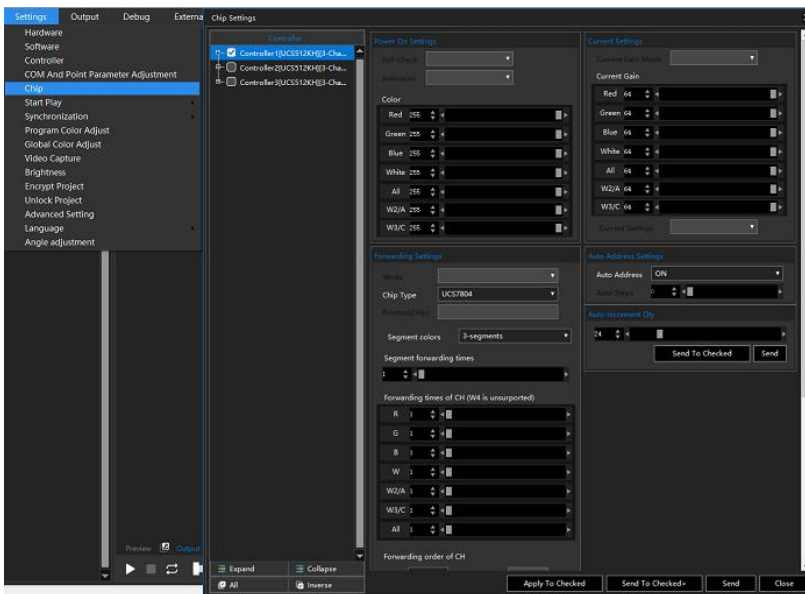 Settings Output Debug Externa
Hardware
Software
Controller
COM And Point Parameter Adjustment
Chip
Start Play
Synchronization
Program Color Adjust
Global Color Adjust
Video Capture
Brightness
Encrypt Project
Unlock Project
Advanced Setting
Language
Angle adjustment
Preview Output
Chip Settings
Controller
Controller1[UCS512KH][3-Cha...
Controller2[UCS512KH][3-Cha...
Controller3[UCS512KH][3-Cha...
Expand Collapse
All Inverse
Power On Settings
Self-Check
Animation
Color
Red 255
Green 255
Blue 255
White 255
All 255
W2/A 255
W3/C 255
Forwarding Settings
Mode
Chip Type UCS7804
Segment colors 3-segments
Segment forwarding times
1
Forwarding times of CH (W4 is unsurported)
R 1
G 1
B 1
W 1
W2/A 1
W3/C 1
All 1
Forwarding order of CH
Current Settings
Current Gain Mode
Current Gain
Red 64
Green 64
Blue 64
White 64
All 64
W2/A 64
W3/C 64
Current Settings
Auto Address Settings
Auto Address ON
Auto Steps 0
Auto Increment Qty
24
Send To Checked Send
Apply To Checked Send To Checked» Send Close